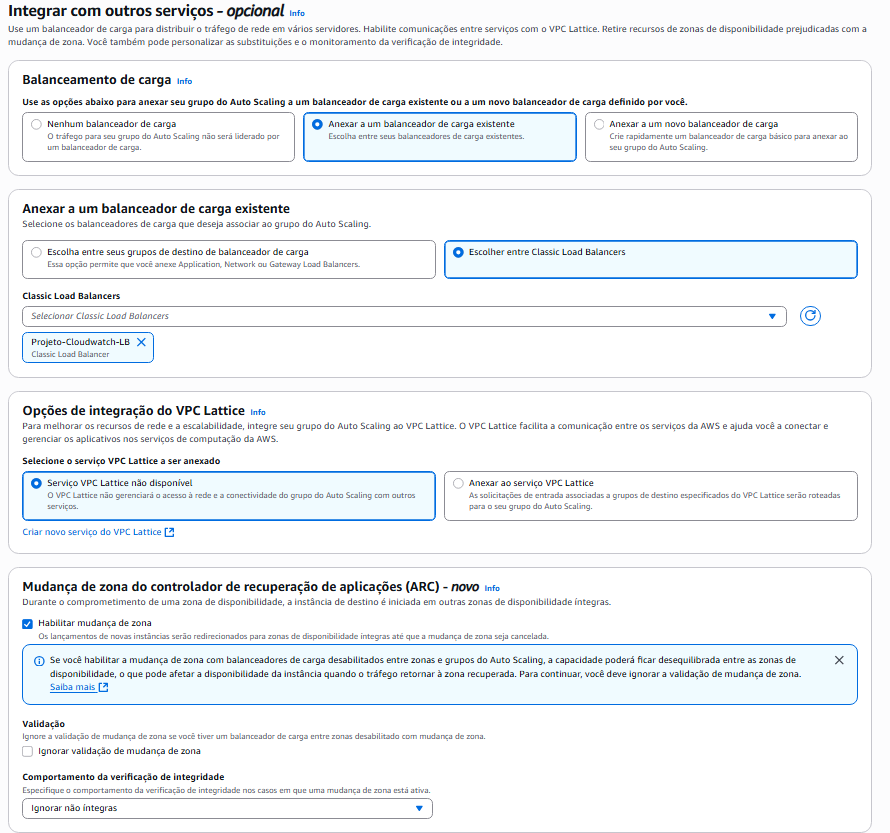 Integrar com outros serviços - opcional Info
Use um balanceador de carga para distribuir o tráfego de rede em vários servidores. Habilite comunicações entre serviços com o VPC Lattice. Retire recursos de zonas de disponibilidade prejudicadas com a
mudança de zona. Você também pode personalizar as substituições e o monitoramento da verificação de integridade.
Balanceamento de carga Info
Use as opções abaixo para anexar seu grupo do Auto Scaling a um balanceador de carga existente ou a um novo balanceador de carga definido por você.
Nenhum balanceador de carga
O tráfego para seu grupo do Auto Scaling não será liderado por
um balanceador de carga.
Anexar a um balanceador de carga existente
Escolha entre seus balanceadores de carga existentes.
Anexar a um novo balanceador de carga
Crie rapidamente um balanceador de carga básico para anexar ao
seu grupo do Auto Scaling.
Anexar a um balanceador de carga existente
Selecione os balanceadores de carga que deseja associar ao grupo do Auto Scaling.
Escolha entre seus grupos de destino de balanceador de carga
Essa opção permite que você anexe Application, Network ou Gateway Load Balancers.
Escolher entre Classic Load Balancers
Classic Load Balancers
Selecionar Classic Load Balancers
Projeto-Cloudwatch-LB
Classic Load Balancer
Opções de integração do VPC Lattice Info
Para melhorar os recursos de rede e a escalabilidade, integre seu grupo do Auto Scaling ao VPC Lattice. O VPC Lattice facilita a comunicação entre os serviços da AWS e ajuda você a conectar e
gerenciar os aplicativos nos serviços de computação da AWS.
Selecione o serviço VPC Lattice a ser anexado
Serviço VPC Lattice não disponível
O VPC Lattice não gerenciará o acesso à rede e a conectividade do grupo do Auto Scaling com outros
serviços.
Anexar ao serviço VPC Lattice
As solicitações de entrada associadas a grupos de destino especificados do VPC Lattice serão roteadas
para o seu grupo do Auto Scaling.
Criar novo serviço do VPC Lattice
Mudança de zona do controlador de recuperação de aplicações (ARC) - novo Info
Durante o comprometimento de uma zona de disponibilidade, a instância de destino é iniciada em outras zonas de disponibilidade íntegras.
Habilitar mudança de zona
Os lançamentos de novas instâncias serão redirecionados para zonas de disponibilidade íntegras até que a mudança de zona seja cancelada.
Se você habilitar a mudança de zona com balanceadores de carga desabilitados entre zonas e grupos do Auto Scaling, a capacidade poderá ficar desequilibrada entre as zonas de
disponibilidade, o que pode afetar a disponibilidade da instância quando o tráfego retornar à zona recuperada. Para continuar, você deve ignorar a validação de mudança de zona.
Saiba mais
Validação
Ignore a validação de mudança de zona se você tiver um balanceador de carga entre zonas desabilitado com mudança de zona.
Ignorar validação de mudança de zona
Comportamento da verificação de integridade
Especifique o comportamento da verificação de integridade nos casos em que uma mudança de zona está ativa.
Ignorar não íntegras